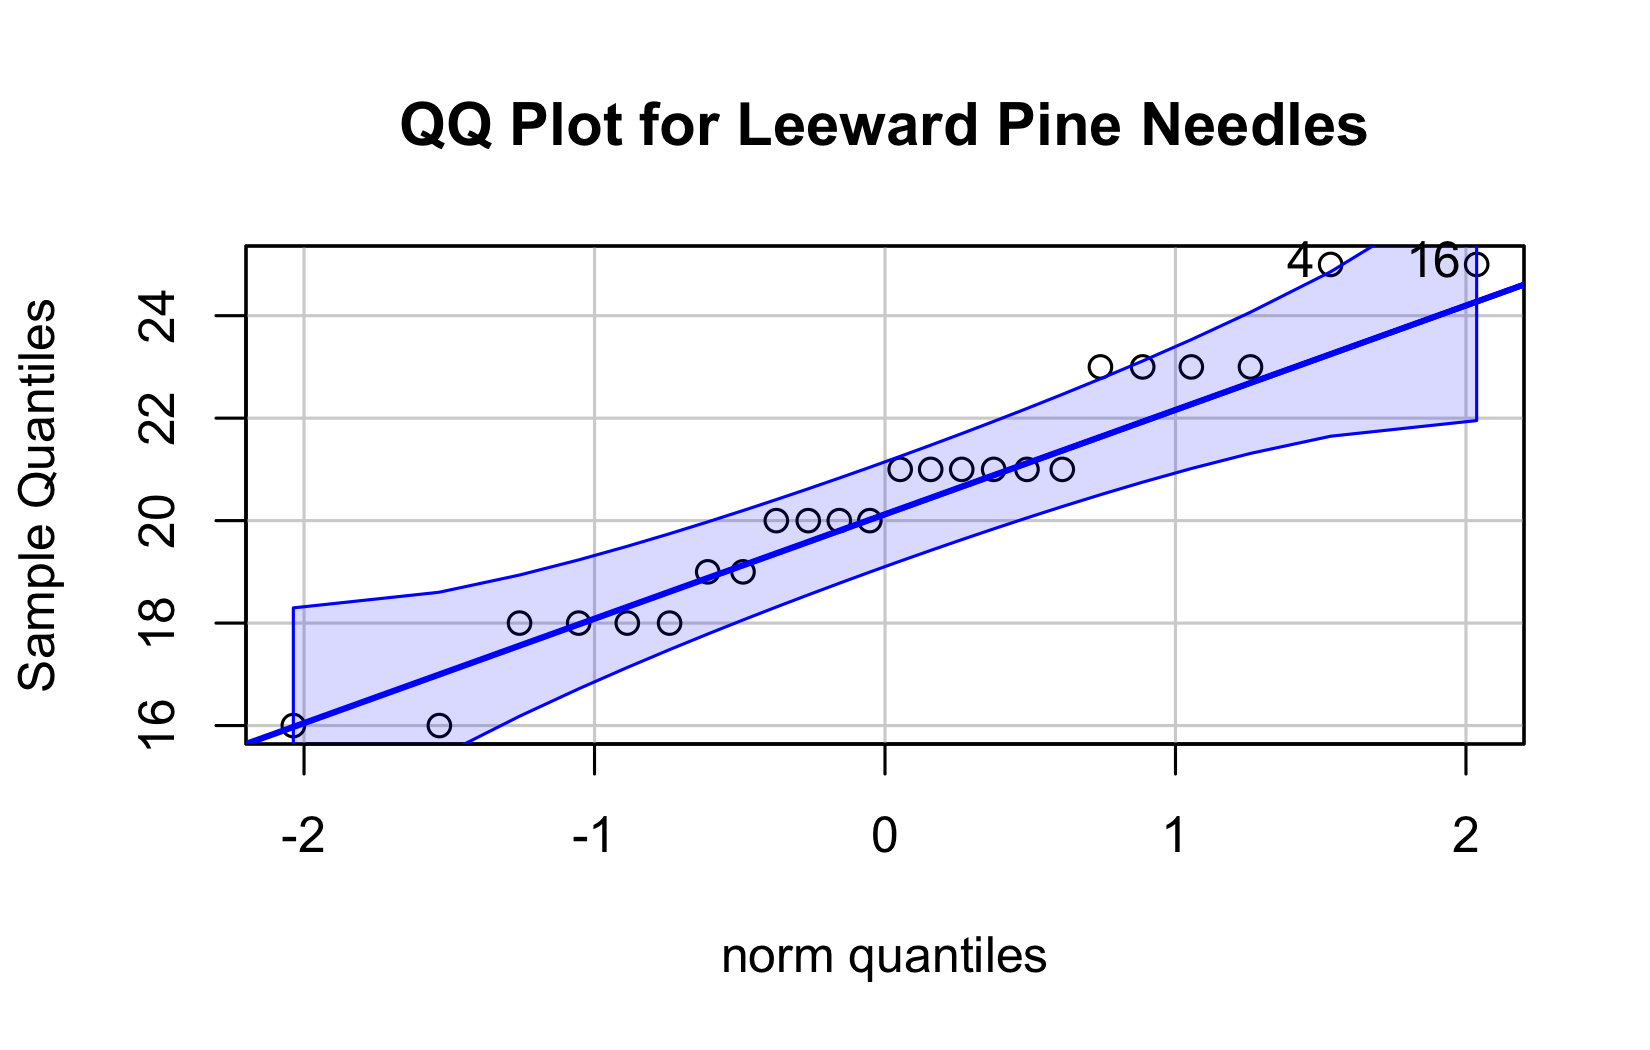 QQ Plot for Leeward Pine Needles
4 16
Sample Quantiles
24
22
20
18
16
-2 -1 0 1 2
norm quantiles